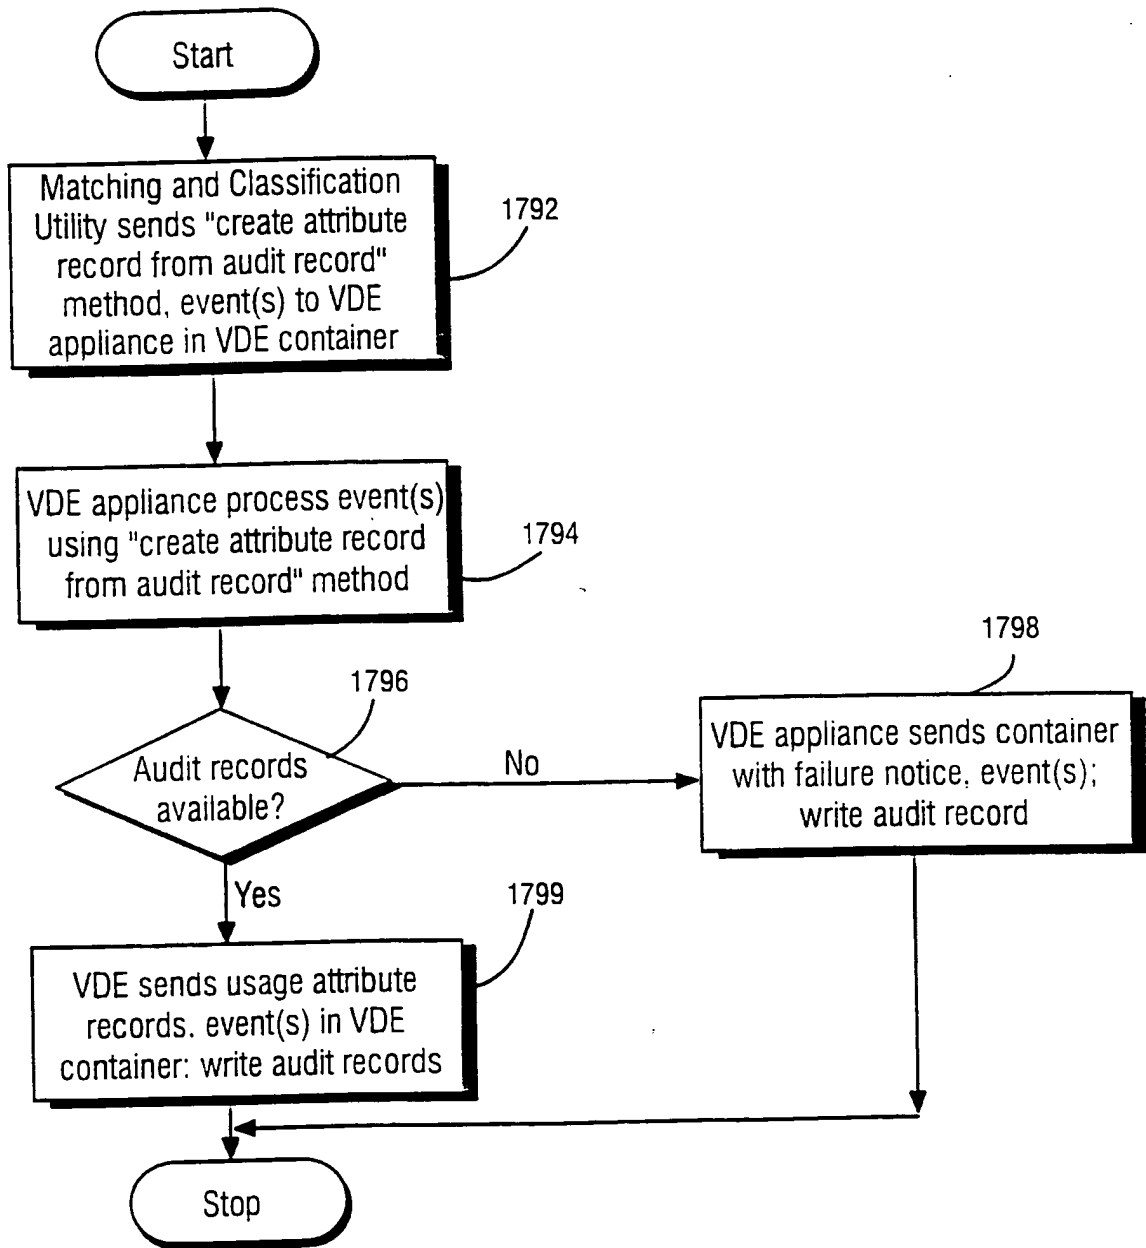 Start
Matching and Classification
Utility sends "create attribute
record from audit record"
method, event(s) to VDE
appliance in VDE container
1792
VDE appliance process event(s)
using "create attribute record
from audit record" method
1794
1796
Audit records
available?
No
1798
VDE appliance sends container
with failure notice, event(s);
write audit record
Yes
1799
VDE sends usage attribute
records. event(s) in VDE
container: write audit records
Stop